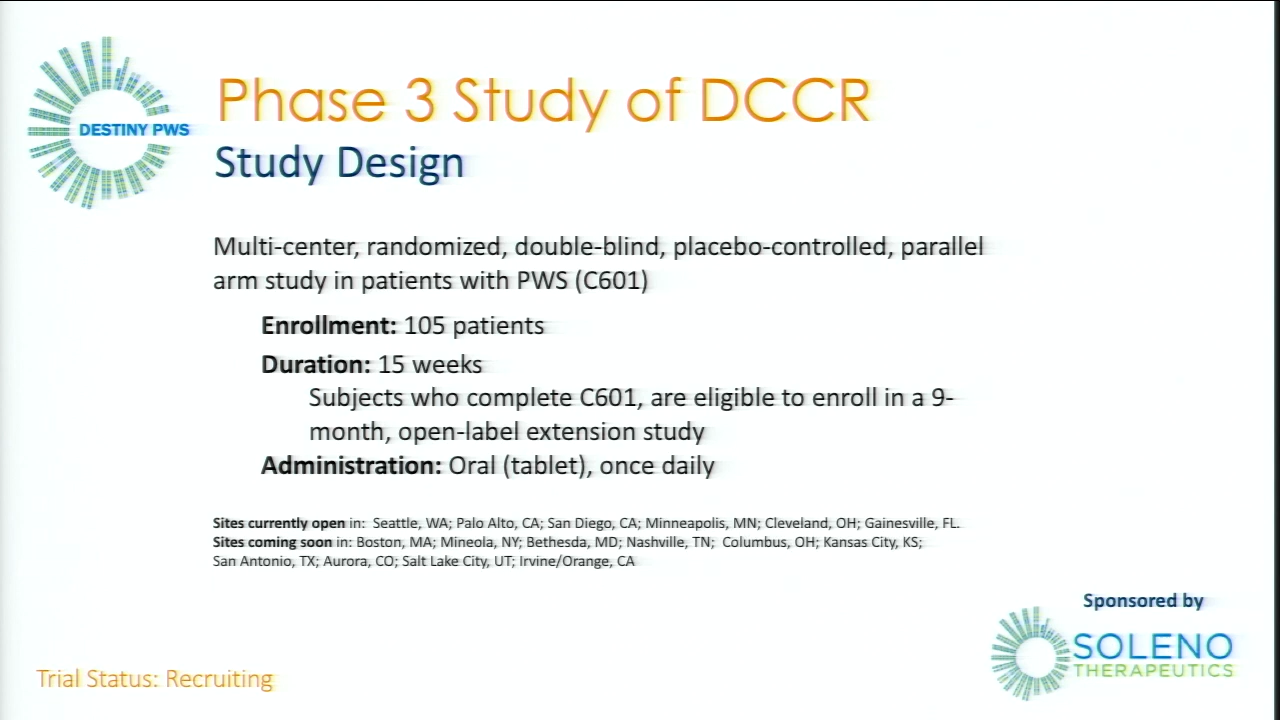 DESTINY PWS
Phase 3 Study of DCCR
Study Design
Multi-center, randomized, double-blind, placebo-controlled, parallel
arm study in patients with PWS (C601)
Enrollment: 105 patients
Duration: 15 weeks
Subjects who complete C601, are eligible to enroll in a 9-
month, open-label extension study
Administration: Oral (tablet), once daily
Sites currently open in: Seattle, WA; Palo Alto, CA; San Diego, CA; Minneapolis, MN; Cleveland, OH; Gainesville, FL.
Sites coming soon in: Boston, MA; Mineola, NY; Bethesda, MD; Nashville, TN; Columbus, OH; Kansas City, KS;
San Antonio, TX; Aurora, CO; Salt Lake City, UT; Irvine/Orange, CA
Sponsored by
SOLENO
THERAPEUTICS
Trial Status: Recruiting